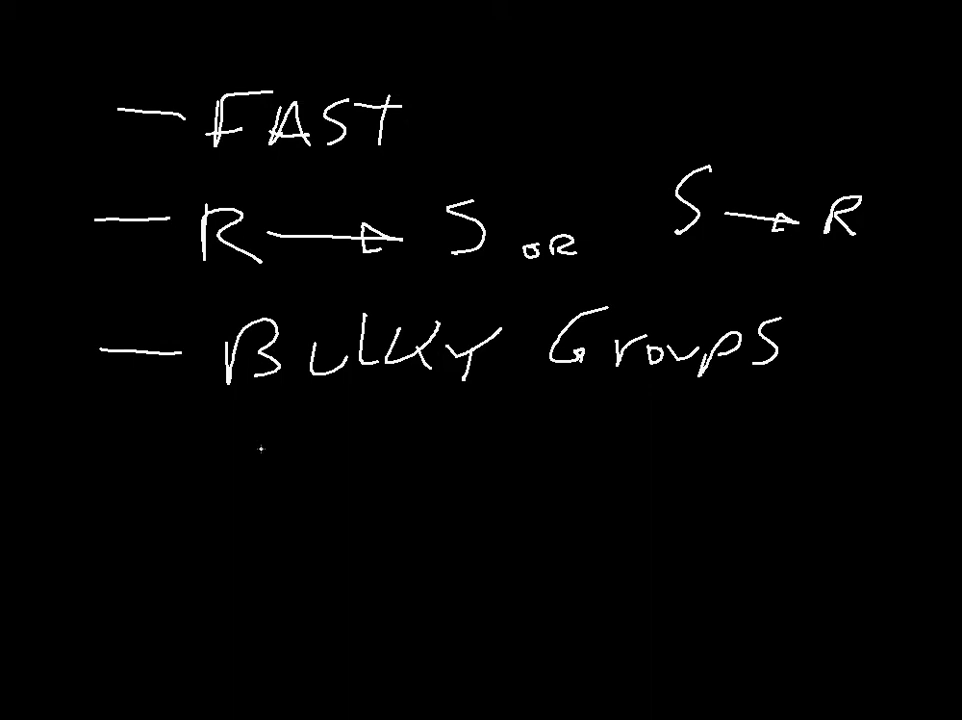 — FAST
— R → S OR S → R
— BULKY Groups